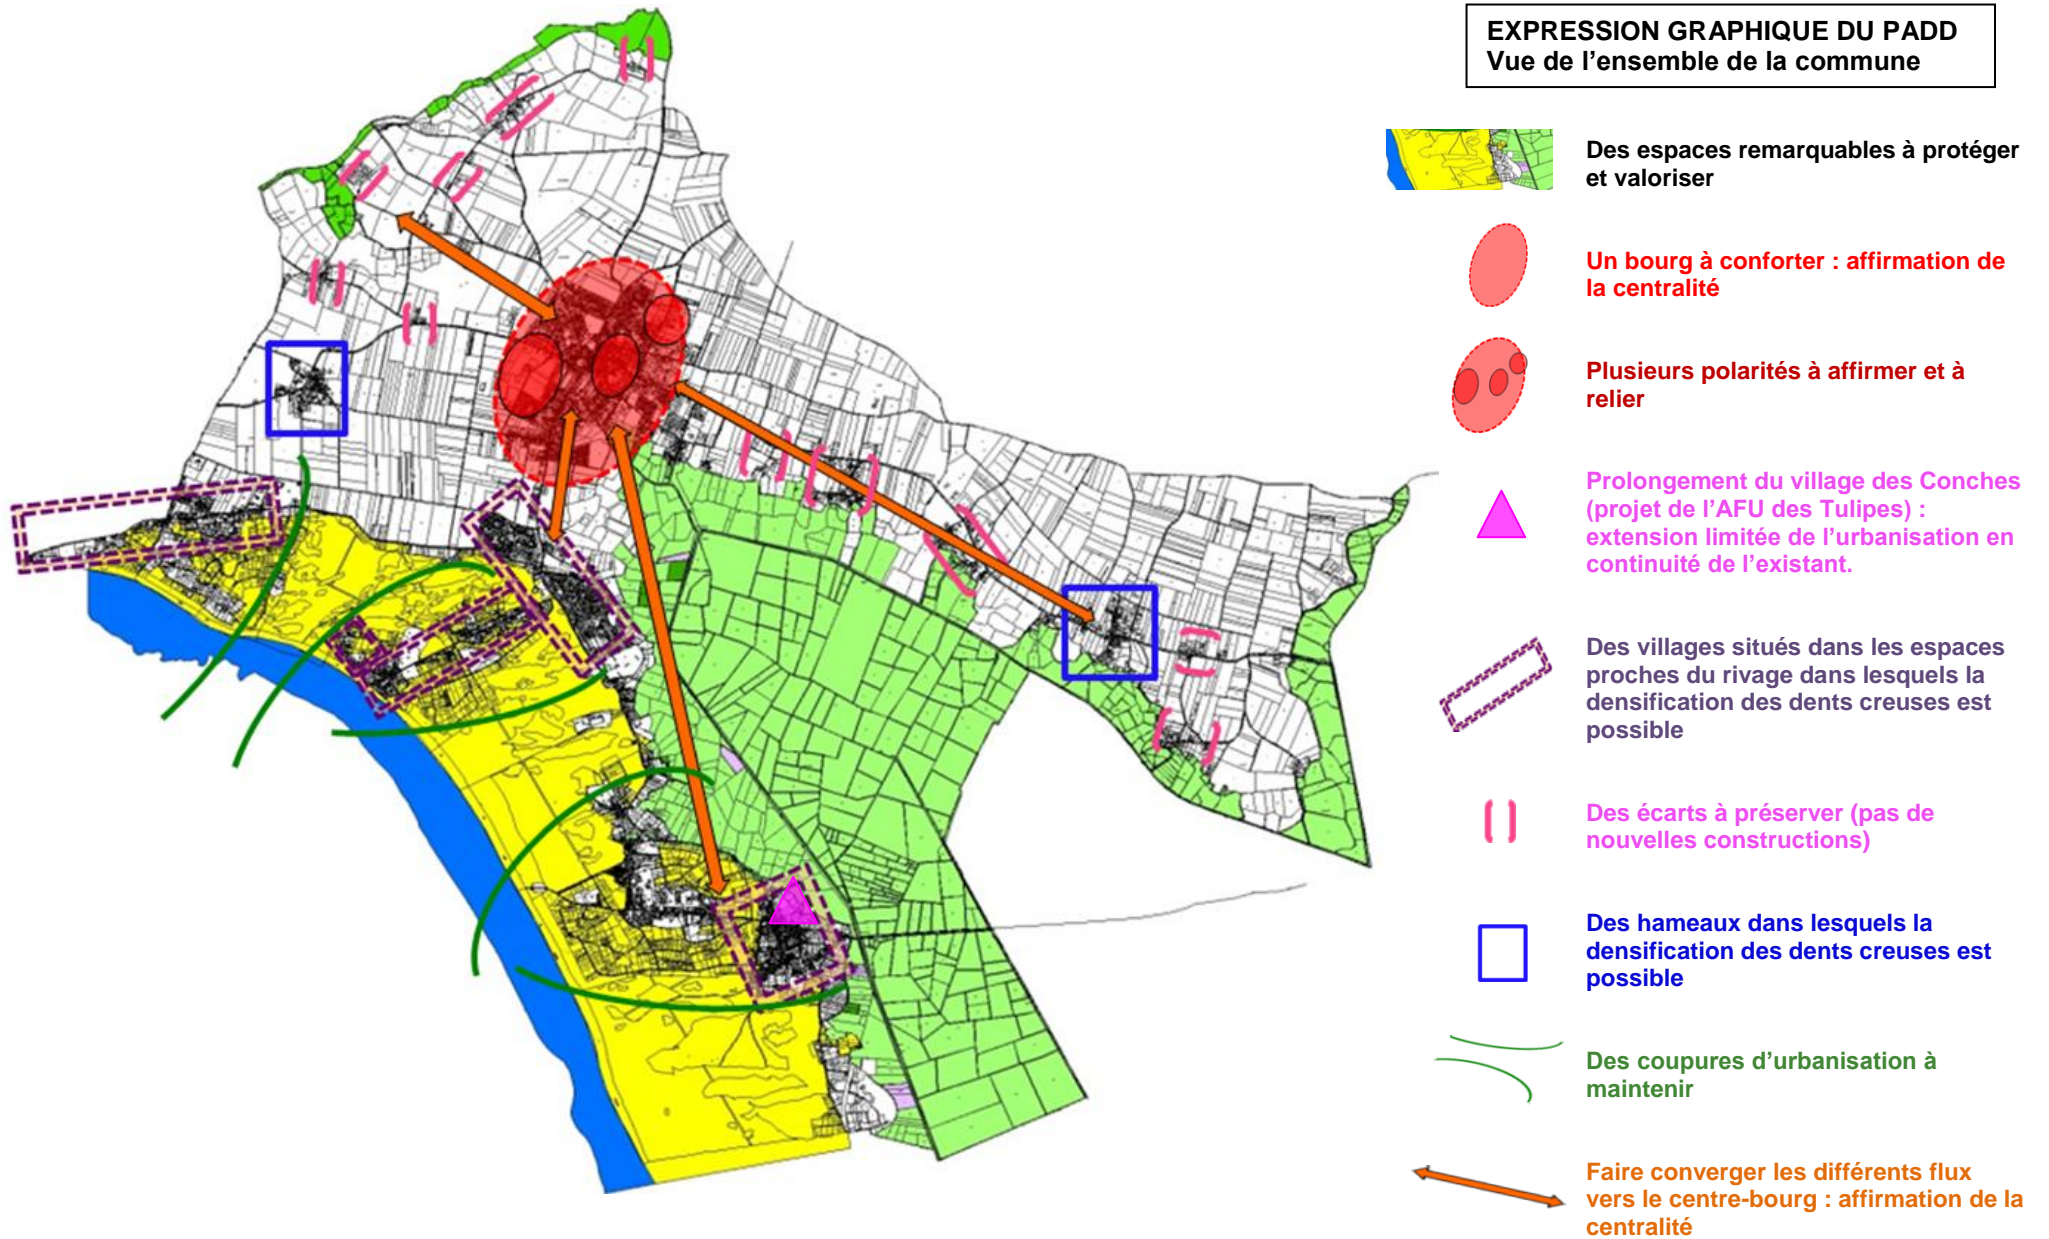 EXPRESSION GRAPHIQUE DU PADD
Vue de l'ensemble de la commune
Des espaces remarquables à protéger
et valoriser
Un bourg à conforter : affirmation de
la centralité
Plusieurs polarités à affirmer et à
relier
Prolongement du village des Conches
(projet de l'AFU des Tulipes) :
extension limitée de l'urbanisation en
continuité de l'existant.
Des villages situés dans les espaces
proches du rivage dans lesquels la
densification des dents creuses est
possible
Des écarts à préserver (pas de
nouvelles constructions)
Des hameaux dans lesquels la
densification des dents creuses est
possible
Des coupures d'urbanisation à
maintenir
Faire converger les différents flux
vers le centre-bourg : affirmation de la
centralité